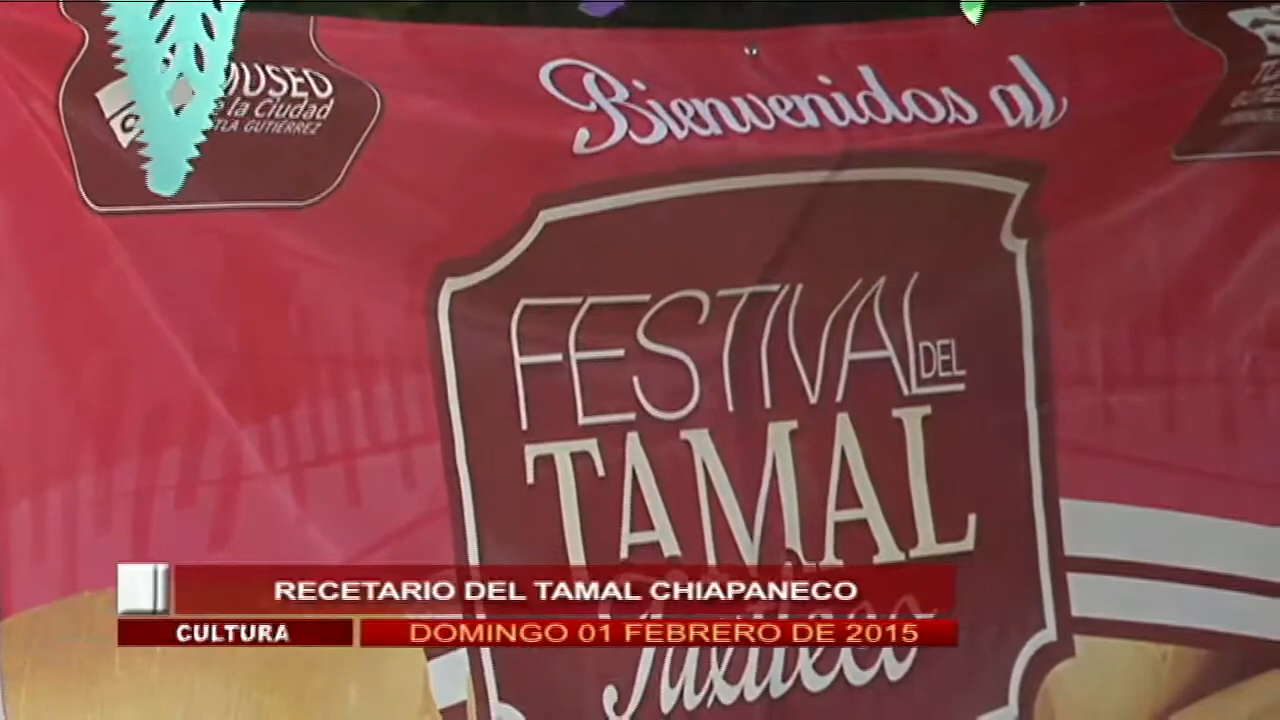 MUSEO
la Ciudad
GUTIÉRREZ
Bienvenidos al
FESTIVAL DEL
TAMAL
RECETARIO DEL TAMAL CHIAPANECO
CULTURA
DOMINGO 01 FEBRERO DE 2015